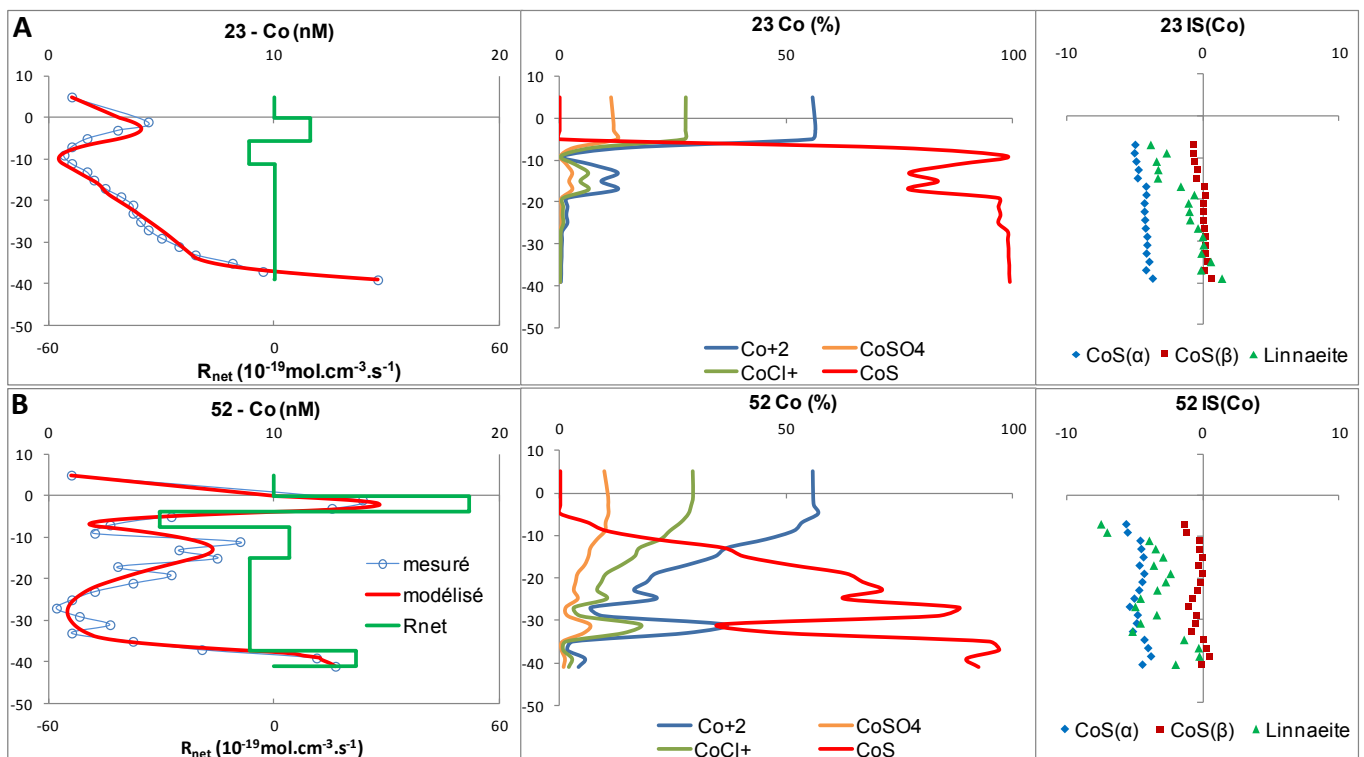 A
23 - Co (nM)
0 10 20
10
0
-10
-20
-30
-40
-50
-60 0 60
Rnet (10-19mol.cm-3.s-1)
23 Co (%)
0 50 100
10
0
-10
-20
-30
-40
-50
Co+2 CoSO4
CoCl+ CoS
23 IS(Co)
-10 0 10
CoS(α) CoS(β) Linnaeite
B
52 - Co (nM)
0 10 20
10
0
-10
-20
-30
-40
-50
mesuré
modélisé
Rnet
-60 0 60
Rnet (10-19mol.cm-3.s-1)
52 Co (%)
0 50 100
10
0
-10
-20
-30
-40
-50
Co+2 CoSO4
CoCl+ CoS
52 IS(Co)
-10 0 10
CoS(α) CoS(β) Linnaeite